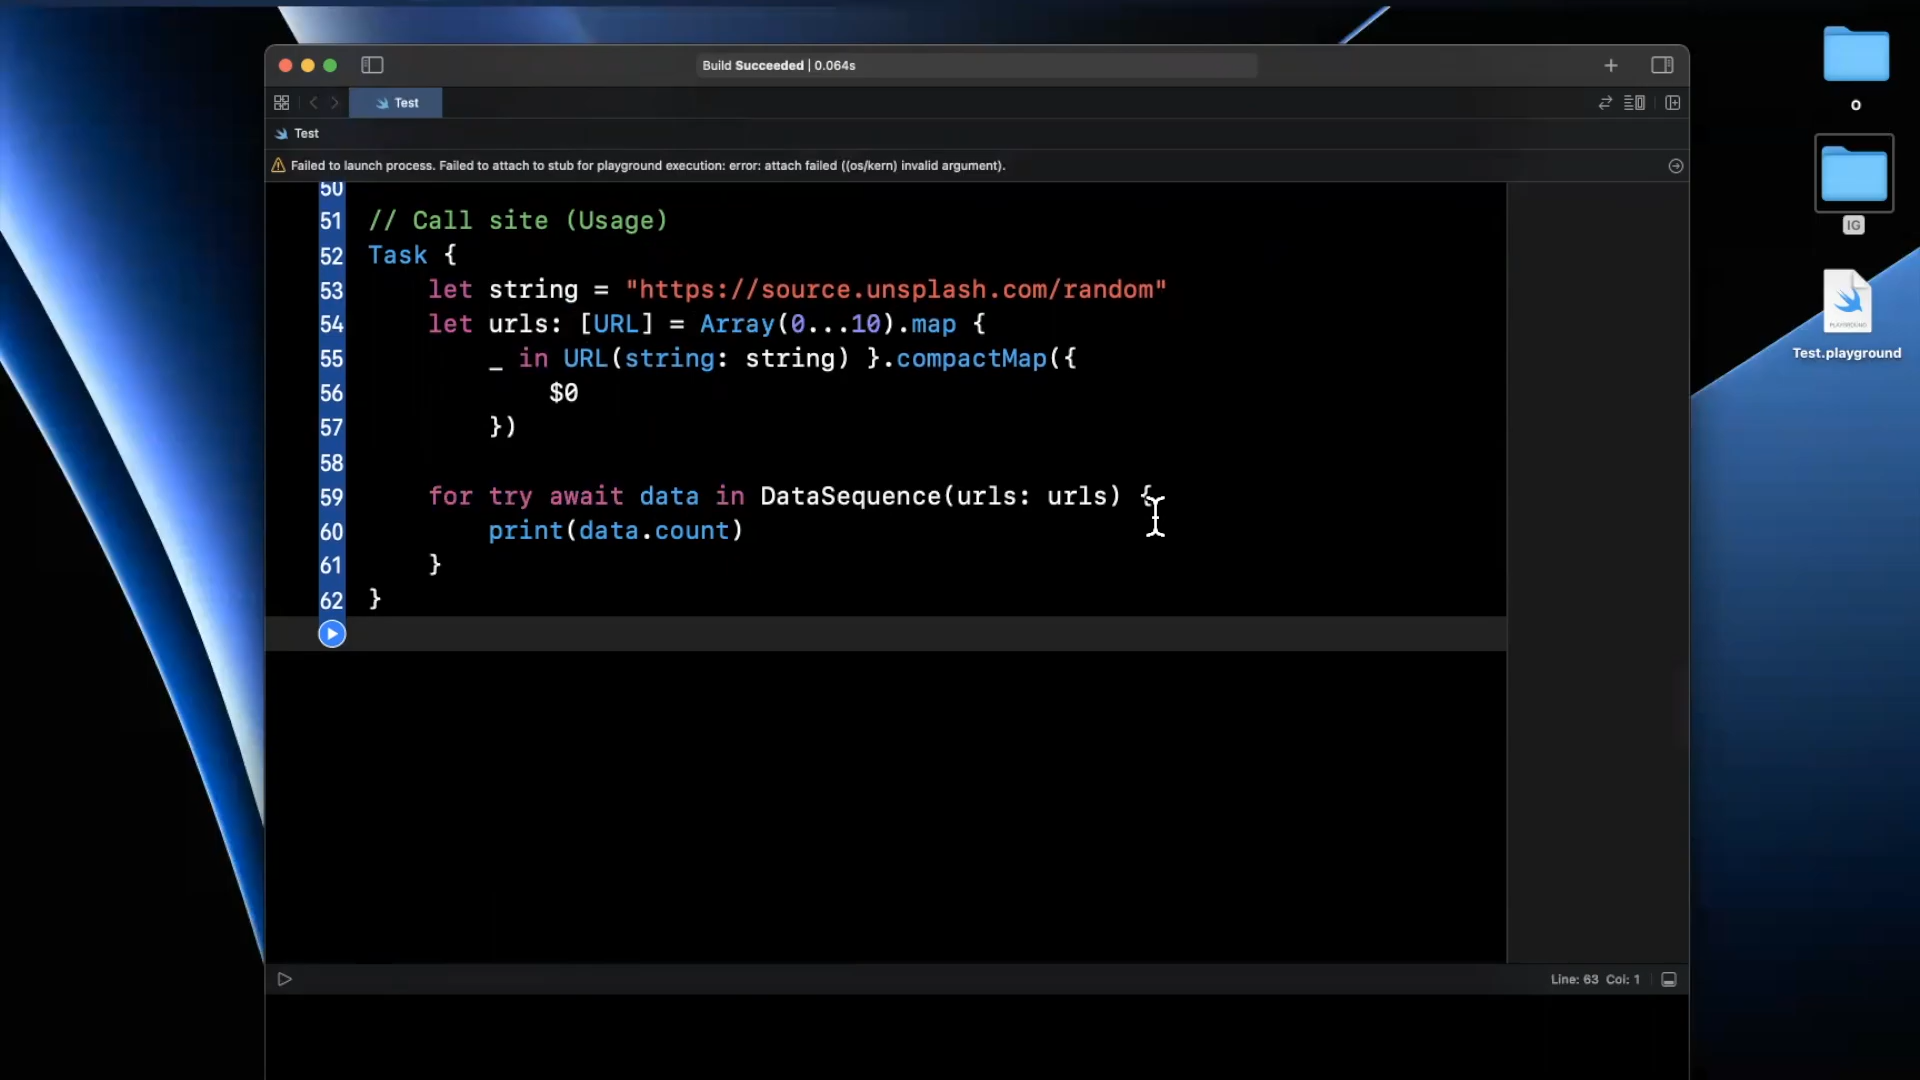 Build Succeeded | 0.064s
Test
Test
Failed to launch process. Failed to attach to stub for playground execution: error: attach failed ((os/kern) invalid argument).
50
51 // Call site (Usage)
52 Task {
53 let string = "https://source.unsplash.com/random"
54 let urls: [URL] = Array(0...10).map {
55 _ in URL(string: string) }.compactMap({
56 $0
57 })
58
59 for try await data in DataSequence(urls: urls) {
60 print(data.count)
61 }
62 }
Line: 63 Col: 1
o
IG
PLAYGROUND
Test.playground